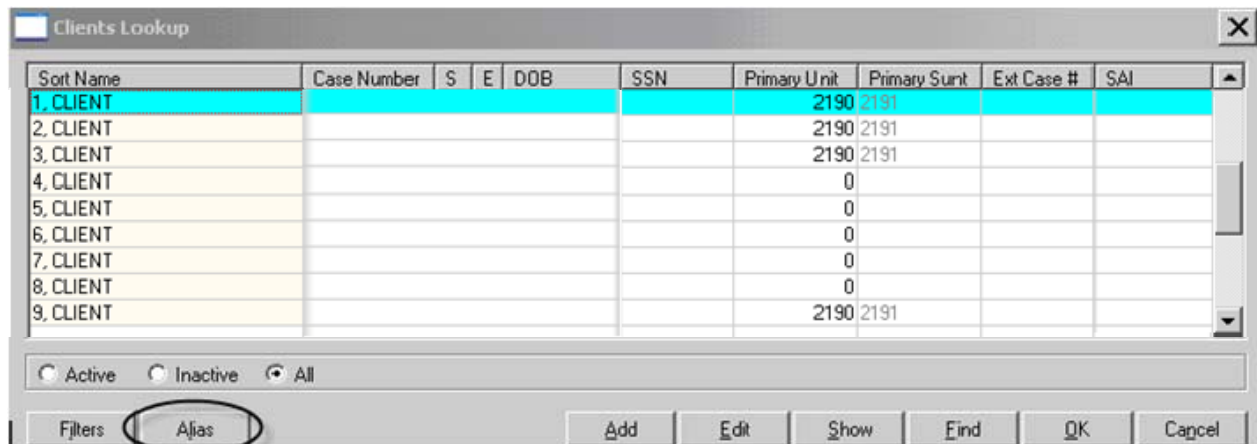 Clients Lookup
Sort Name Case Number S E DOB SSN Primary Unit Primary Sunt Ext Case # SAI
1, CLIENT 2190 2191
2, CLIENT 2190 2191
3, CLIENT 2190 2191
4, CLIENT 0
5, CLIENT 0
6, CLIENT 0
7, CLIENT 0
8, CLIENT 0
9, CLIENT 2190 2191
Active Inactive All
Filters Alias Add Edit Show Find OK Cancel